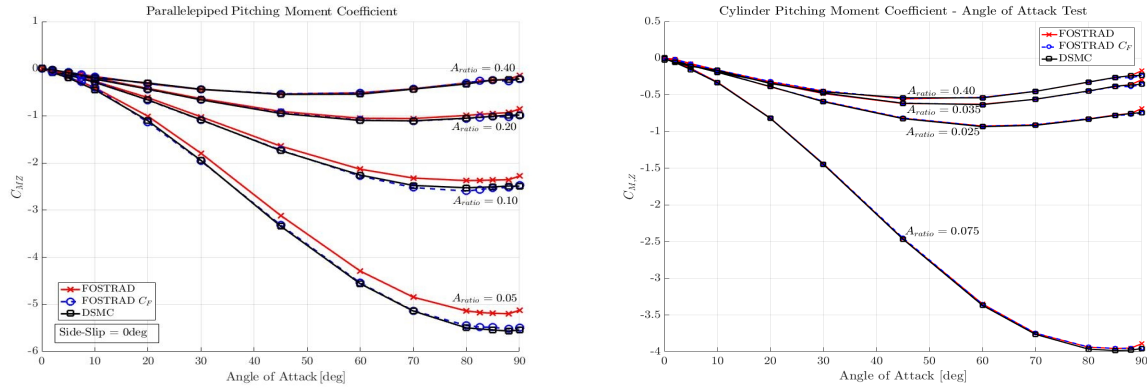 Parallelepiped Pitching Moment Coefficient
1
0
-1
-2
-3
-4
-5
-6
C_MZ
A_ratio = 0.40
A_ratio = 0.20
A_ratio = 0.10
A_ratio = 0.05
FOSTRAD
FOSTRAD C_F
DSMC
Side-Slip = 0deg
0 10 20 30 40 50 60 70 80 90
Angle of Attack [deg]
Cylinder Pitching Moment Coefficient - Angle of Attack Test
0.5
0
-0.5
-1
-1.5
-2
-2.5
-3
-3.5
-4
C_M,Z
FOSTRAD
FOSTRAD C_F
DSMC
A_ratio = 0.40
A_ratio = 0.035
A_ratio = 0.025
A_ratio = 0.075
0 10 20 30 40 50 60 70 80 90
Angle of Attack [deg]